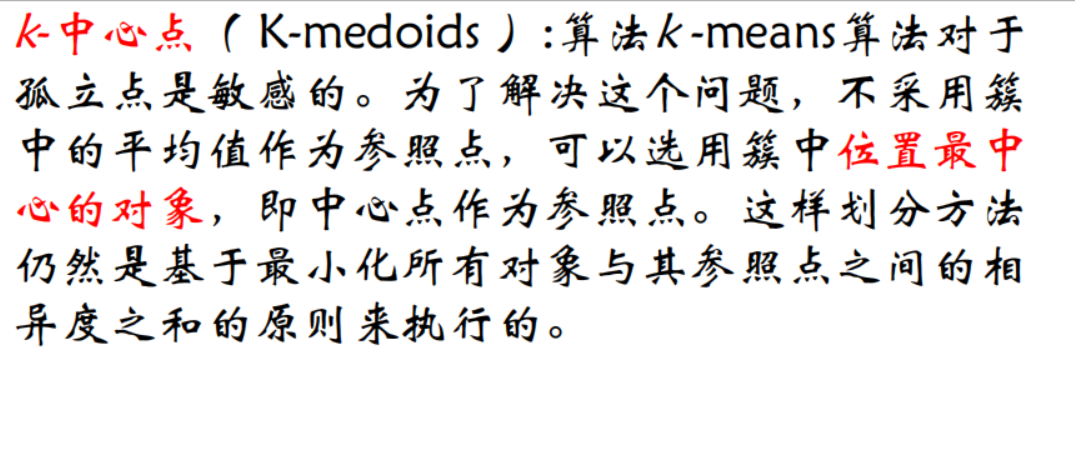 k-中心点（K-medoids）:算法k-means算法对于
孤立点是敏感的。为了解决这个问题，不采用簇
中的平均值作为参照点，可以选用簇中位置最中
心的对象，即中心点作为参照点。这样划分方法
仍然是基于最小化所有对象与其参照点之间的相
异度之和的原则来执行的。